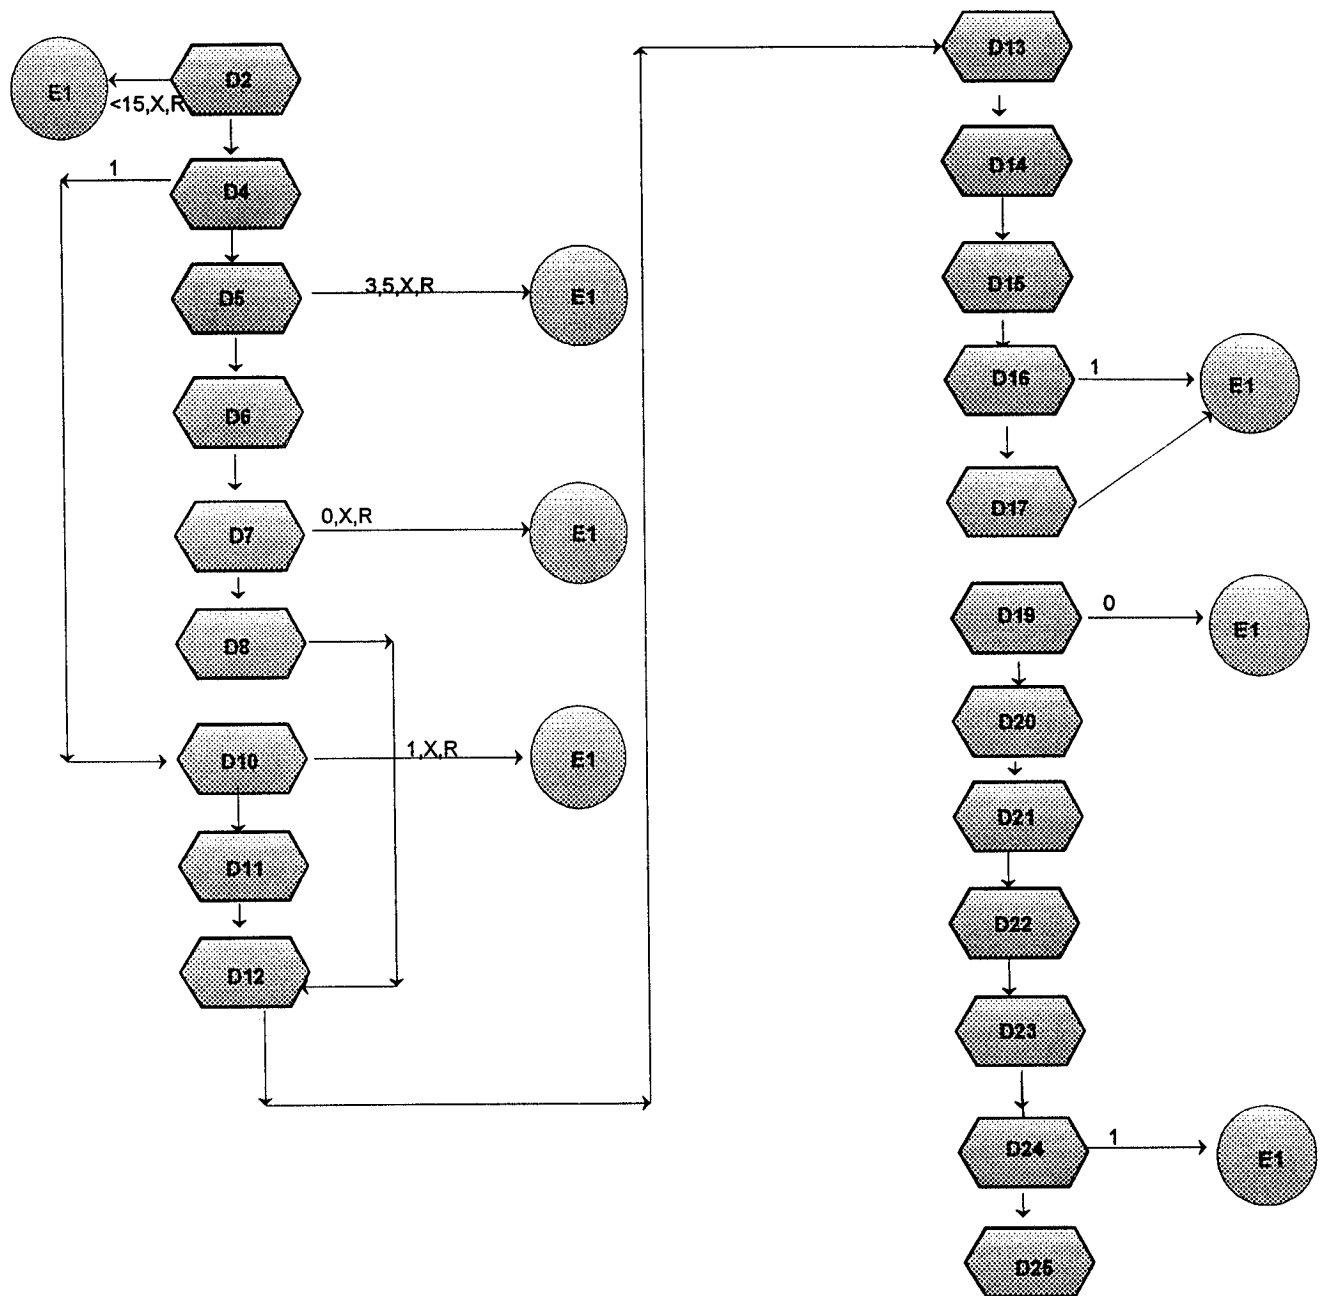 E1
D2
<15,X,R
1
D4
D5
3,5,X,R
E1
D6
D7
0,X,R
E1
D8
D10
1,X,R
E1
D11
D12
D13
D14
D15
D16
1
E1
D17
D19
0
E1
D20
D21
D22
D23
D24
1
E1
D25